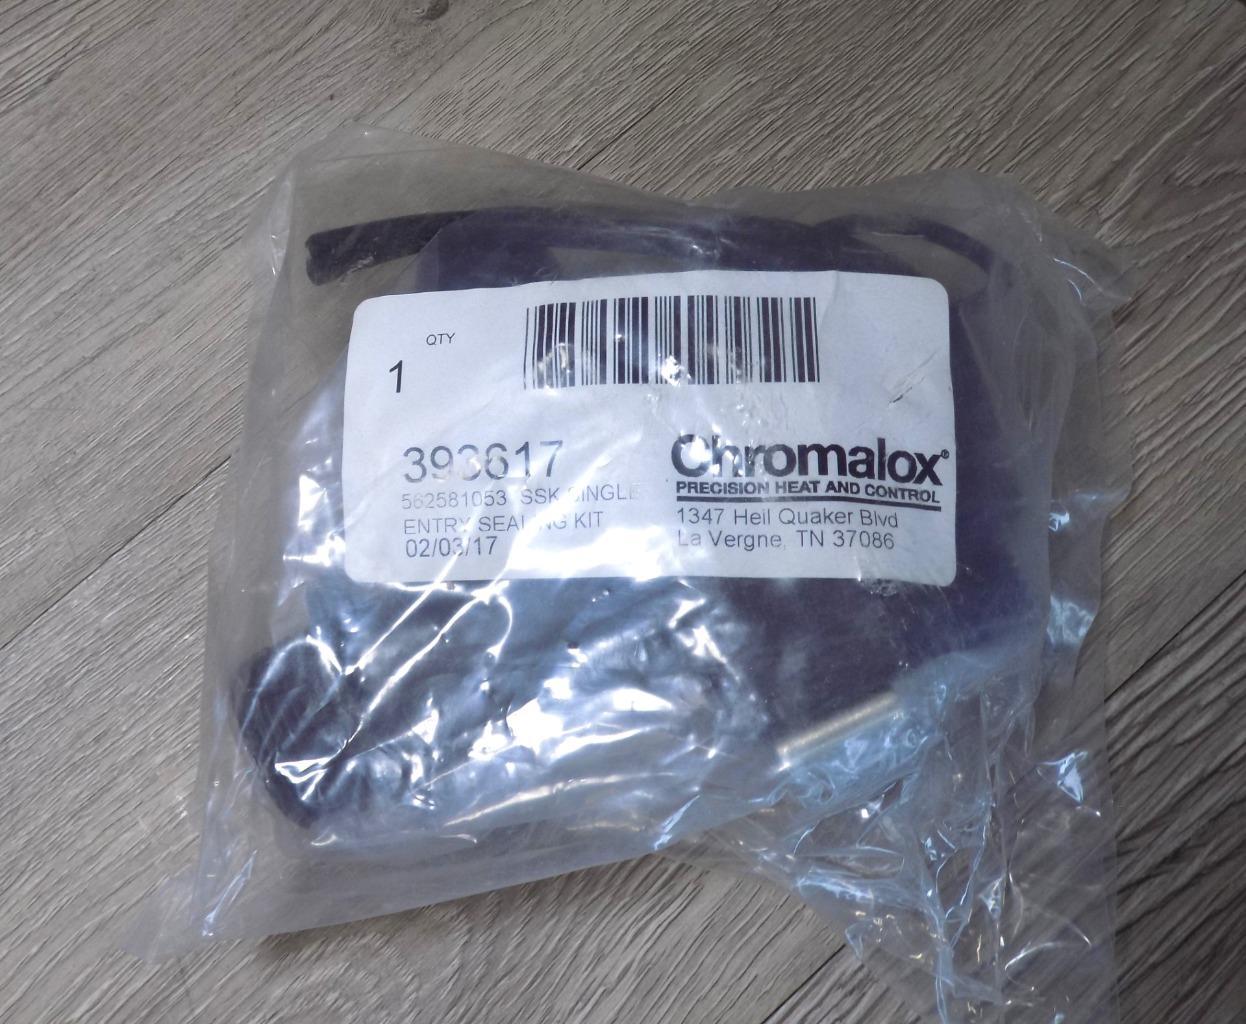 QTY
1
393617
562581053 SSK SINGLE
ENTRY SEALING KIT
02/03/17
Chromalox®
PRECISION HEAT AND CONTROL
1347 Heil Quaker Blvd
La Vergne, TN 37086